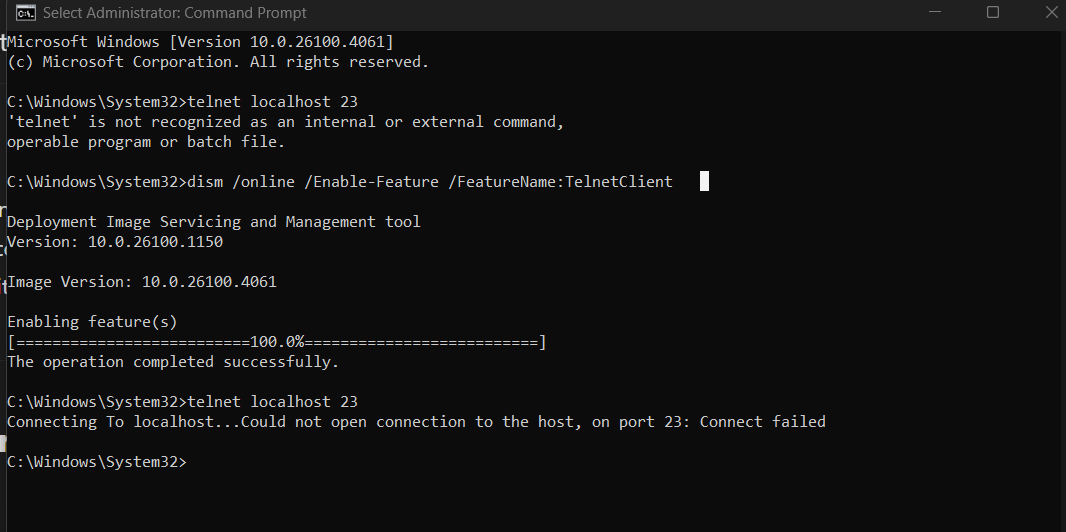 Select Administrator: Command Prompt
Microsoft Windows [Version 10.0.26100.4061]
(c) Microsoft Corporation. All rights reserved.
C:\Windows\System32>telnet localhost 23
'telnet' is not recognized as an internal or external command,
operable program or batch file.
C:\Windows\System32>dism /online /Enable-Feature /FeatureName:TelnetClient
Deployment Image Servicing and Management tool
Version: 10.0.26100.1150
Image Version: 10.0.26100.4061
Enabling feature(s)
[==========================100.0%==========================]
The operation completed successfully.
C:\Windows\System32>telnet localhost 23
Connecting To localhost...Could not open connection to the host, on port 23: Connect failed
C:\Windows\System32>